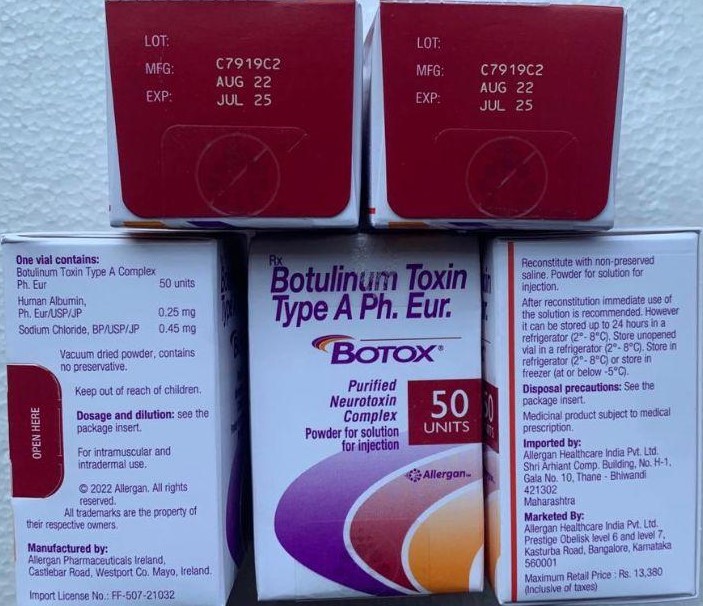 LOT: C7919C2
MFG: AUG 22
EXP: JUL 25
LOT: C7919C2
MFG: AUG 22
EXP: JUL 25
One vial contains:
Botulinum Toxin Type A Complex
Ph. Eur 50 units
Human Albumin,
Ph. Eur/USP/JP 0.25 mg
Sodium Chloride, BP/USP/JP 0.45 mg
Vacuum dried powder, contains
no preservative.
Keep out of reach of children.
Dosage and dilution: see the
package insert.
For intramuscular and
intradermal use.
© 2022 Allergan. All rights
reserved.
All trademarks are the property of
their respective owners.
Manufactured by:
Allergan Pharmaceuticals Ireland,
Castlebar Road, Westport Co. Mayo, Ireland.
Import License No.: FF-507-21032
OPEN HERE
Rx
Botulinum Toxin
Type A Ph. Eur.
BOTOX®
Purified
Neurotoxin
Complex
Powder for solution
for injection
50
UNITS
Allergan™
Reconstitute with non-preserved
saline. Powder for solution for
injection.
After reconstitution immediate use of
the solution is recommended. However
it can be stored up to 24 hours in a
refrigerator (2°- 8°C). Store unopened
vial in a refrigerator (2°- 8°C). Store in
refrigerator (2°- 8°C) or store in
freezer (at or below -5°C).
Disposal precautions: See the
package insert.
Medicinal product subject to medical
prescription.
Imported by:
Allergan Healthcare India Pvt. Ltd.
Shri Arhiant Comp. Building, No. H-1,
Gala No. 10, Thane - Bhiwandi
421302
Maharashtra
Marketed By:
Allergan Healthcare India Pvt. Ltd.
Prestige Obelisk level 6 and level 7,
Kasturba Road, Bangalore, Karnataka
560001
Maximum Retail Price : Rs. 13,380
(Inclusive of taxes)